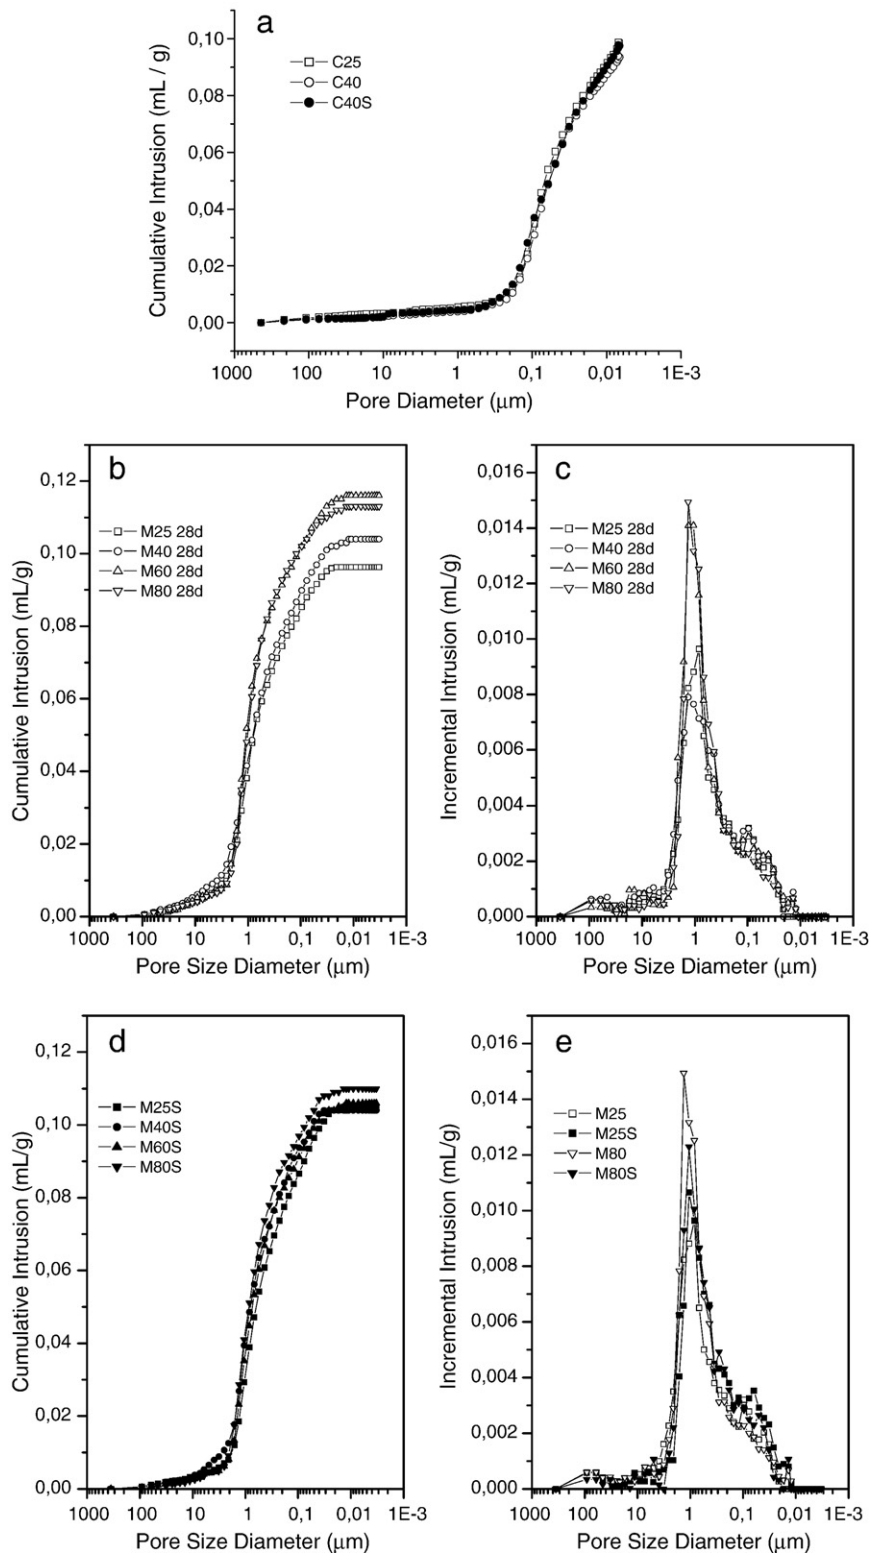 a
0,10
0,08
0,06
0,04
0,02
0,00
Cumulative Intrusion (mL / g)
C25
C40
C40S
1000 100 10 1 0,1 0,01 1E-3
Pore Diameter (μm)
b
0,12
0,10
0,08
0,06
0,04
0,02
0,00
Cumulative Intrusion (mL/g)
M25 28d
M40 28d
M60 28d
M80 28d
1000 100 10 1 0,1 0,01 1E-3
Pore Size Diameter (μm)
c
0,016
0,014
0,012
0,010
0,008
0,006
0,004
0,002
0,000
Incremental Intrusion (mL/g)
M25 28d
M40 28d
M60 28d
M80 28d
1000 100 10 1 0,1 0,01 1E-3
Pore Size Diameter (μm)
d
0,12
0,10
0,08
0,06
0,04
0,02
0,00
Cumulative Intrusion (mL/g)
M25S
M40S
M60S
M80S
1000 100 10 1 0,1 0,01 1E-3
Pore Size Diameter (μm)
e
0,016
0,014
0,012
0,010
0,008
0,006
0,004
0,002
0,000
Incremental Intrusion (mL/g)
M25
M25S
M80
M80S
1000 100 10 1 0,1 0,01 1E-3
Pore Size Diameter (μm)